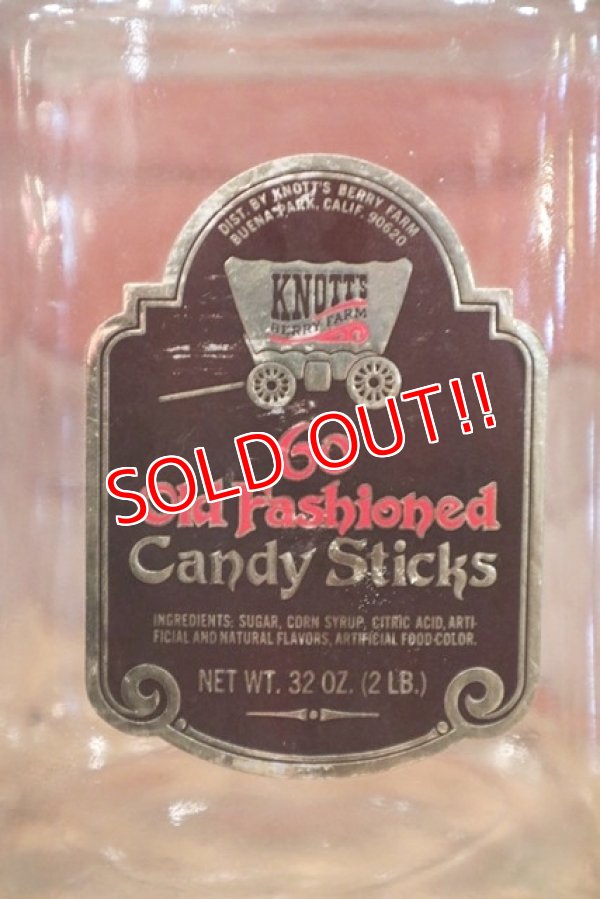 DIST. BY KNOTT'S BERRY FARM
BUENA PARK, CALIF. 90620
KNOTT'S
BERRY FARM
60
SOLD OUT!!
Old Fashioned
Candy Sticks
INGREDIENTS: SUGAR, CORN SYRUP, CITRIC ACID, ARTI-
FICIAL AND NATURAL FLAVORS, ARTIFICIAL FOOD COLOR.
NET WT. 32 OZ. (2 LB.)